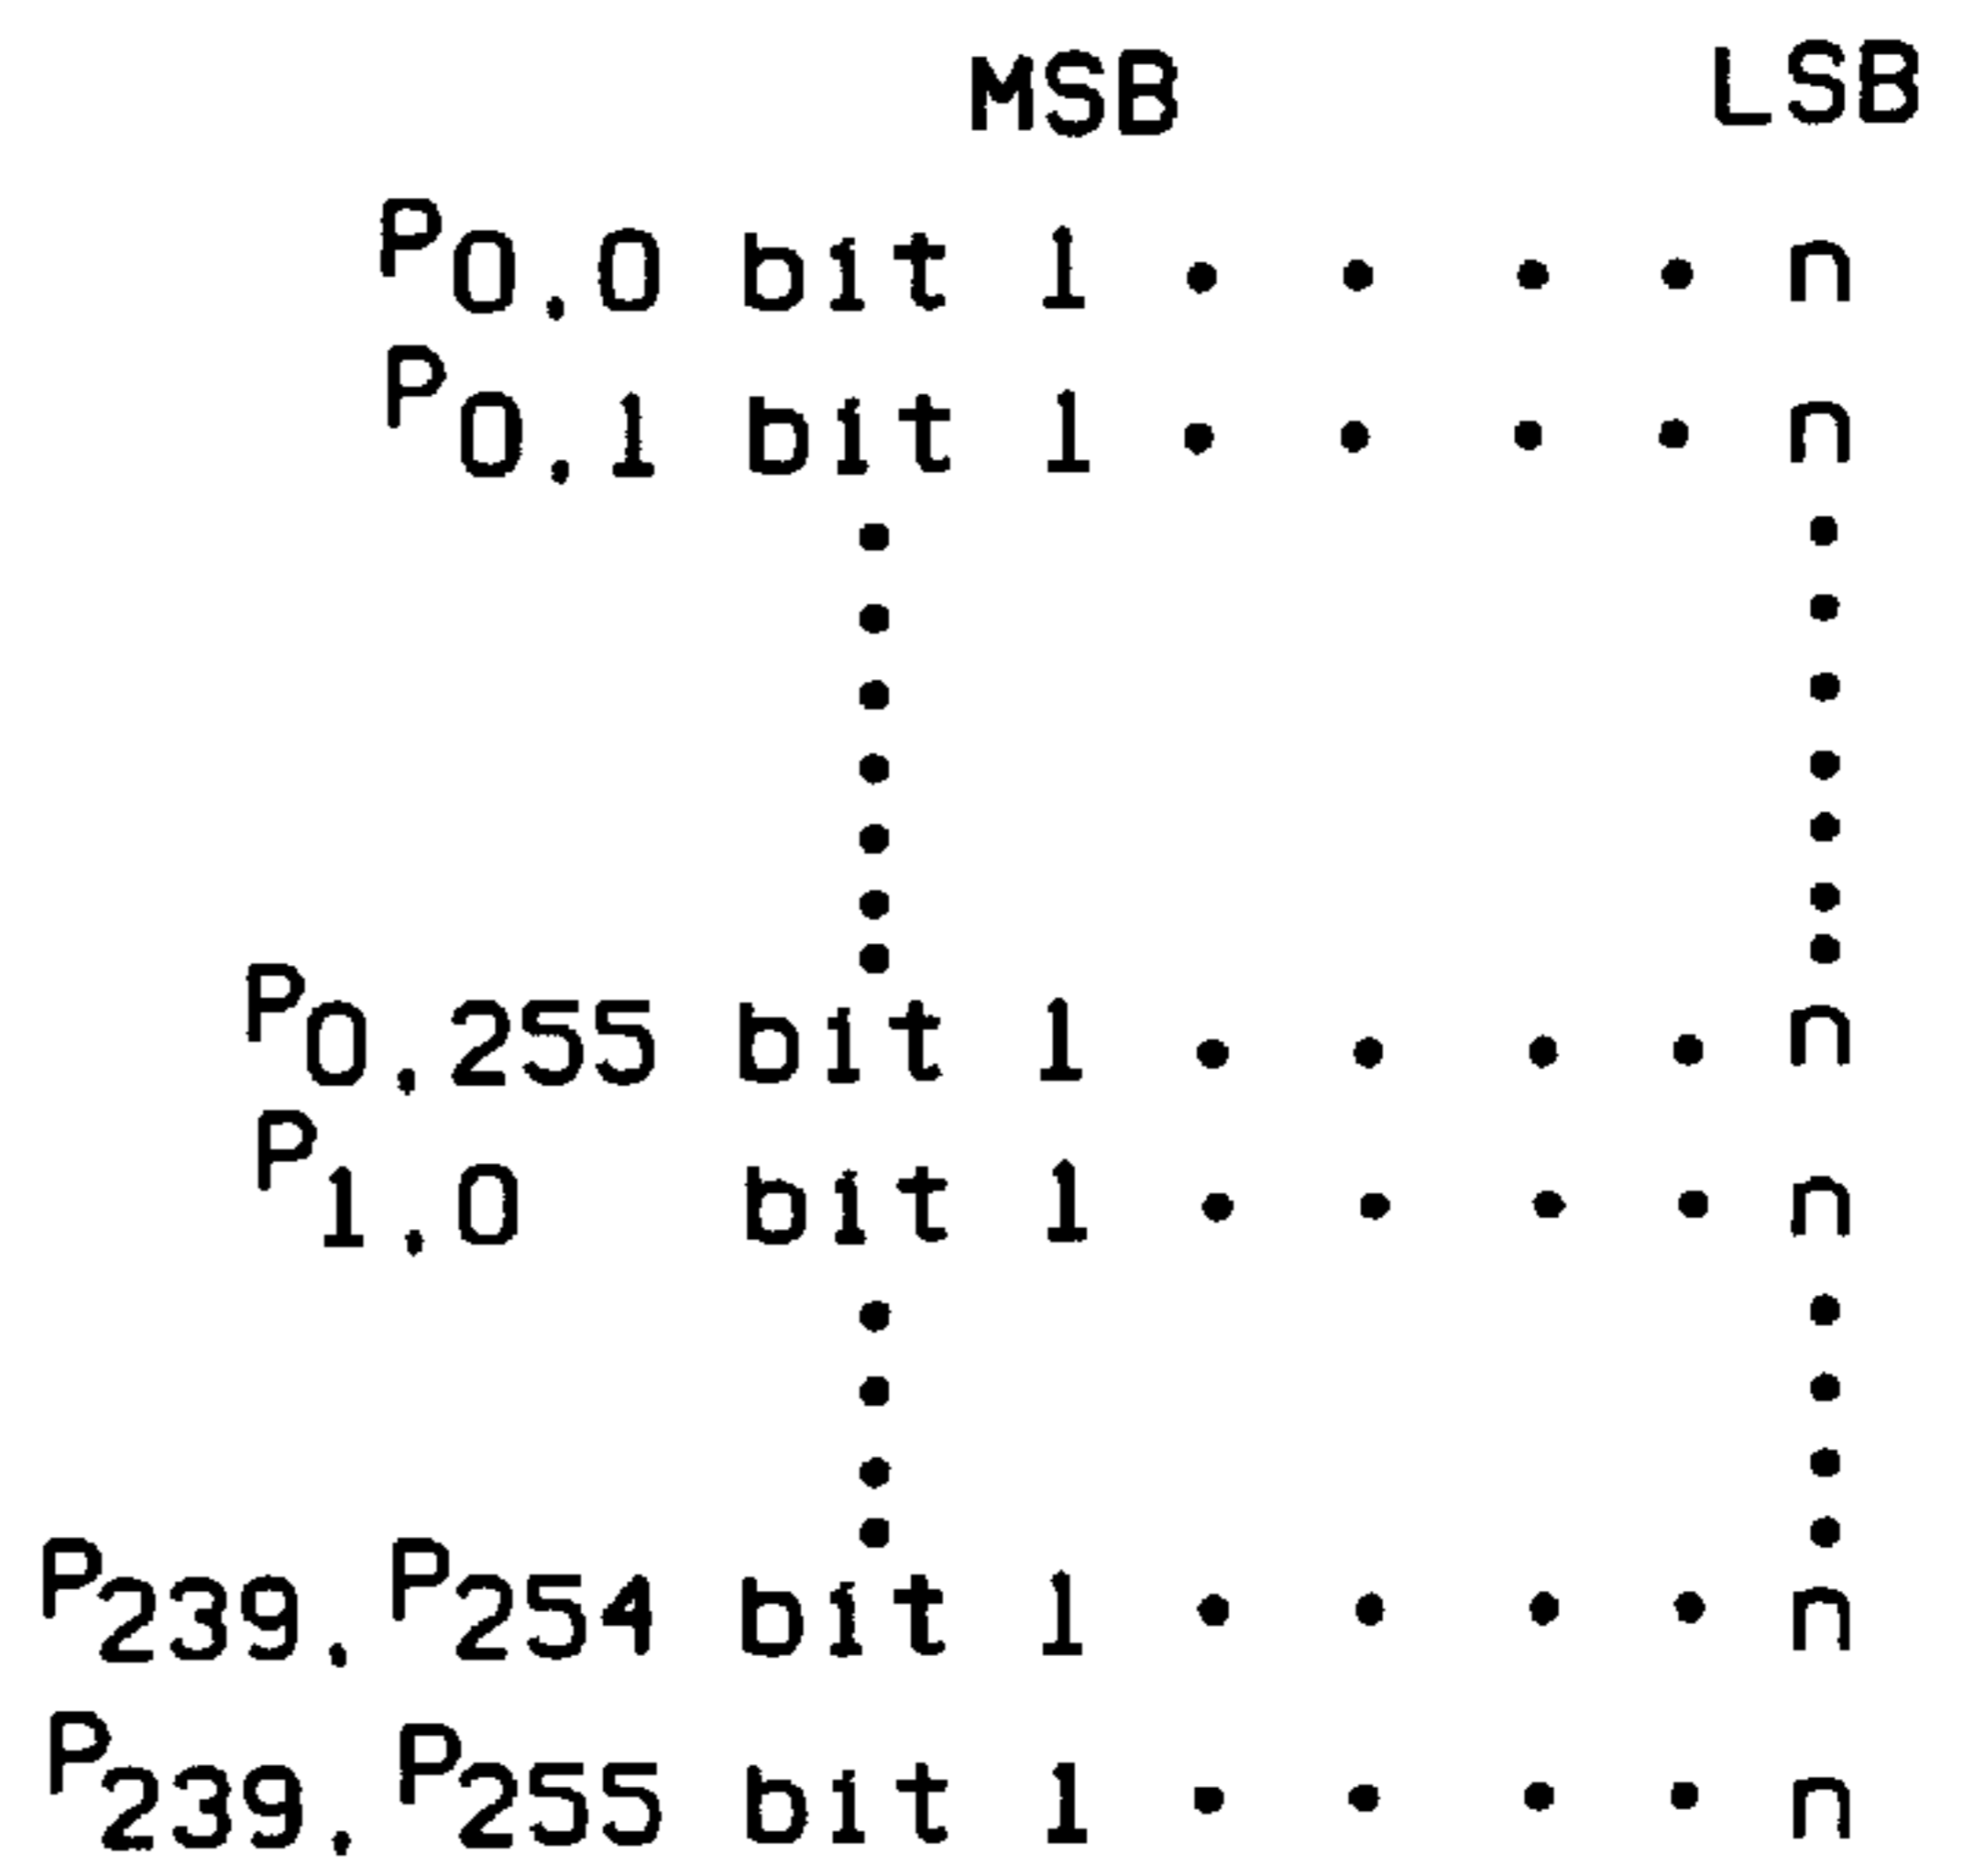 MSB LSB
P0,0 bit 1 . . . . n
P0,1 bit 1 . . . . n
P0,255 bit 1 . . . . n
P1,0 bit 1 . . . . n
P239, P254 bit 1 . . . . n
P239, P255 bit 1 . . . . n